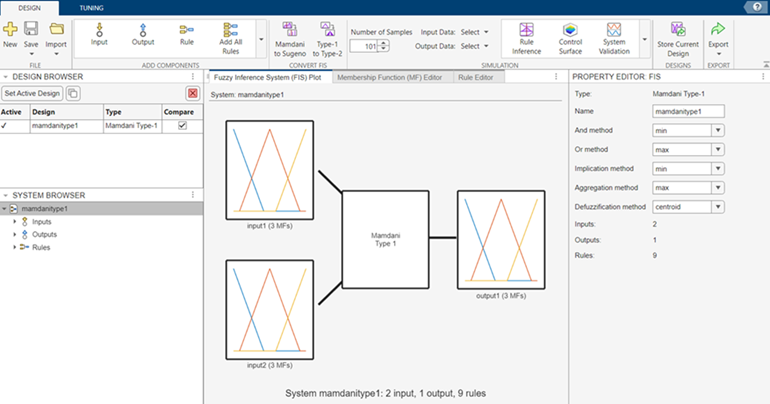 DESIGN TUNING
New Save Import
Input Output Rule Add All Rules
Mamdani to Sugeno Type-1 to Type-2
Number of Samples
101
Input Data: Select
Output Data: Select
Rule Inference Control Surface System Validation
Store Current Design
Export
FILE ADD COMPONENTS CONVERT FIS SIMULATION DESIGNS EXPORT
DESIGN BROWSER
Set Active Design
Active Design Type Compare
mamdanitype1 Mamdani Type-1
SYSTEM BROWSER
mamdanitype1
Inputs
Outputs
Rules
Fuzzy Inference System (FIS) Plot Membership Function (MF) Editor Rule Editor
System: mamdanitype1
input1 (3 MFs)
Mamdani
Type 1
output1 (3 MFs)
input2 (3 MFs)
System mamdanitype1: 2 input, 1 output, 9 rules
PROPERTY EDITOR: FIS
Type: Mamdani Type-1
Name mamdanitype1
And method min
Or method max
Implication method min
Aggregation method max
Defuzzification method centroid
Inputs: 2
Outputs: 1
Rules: 9